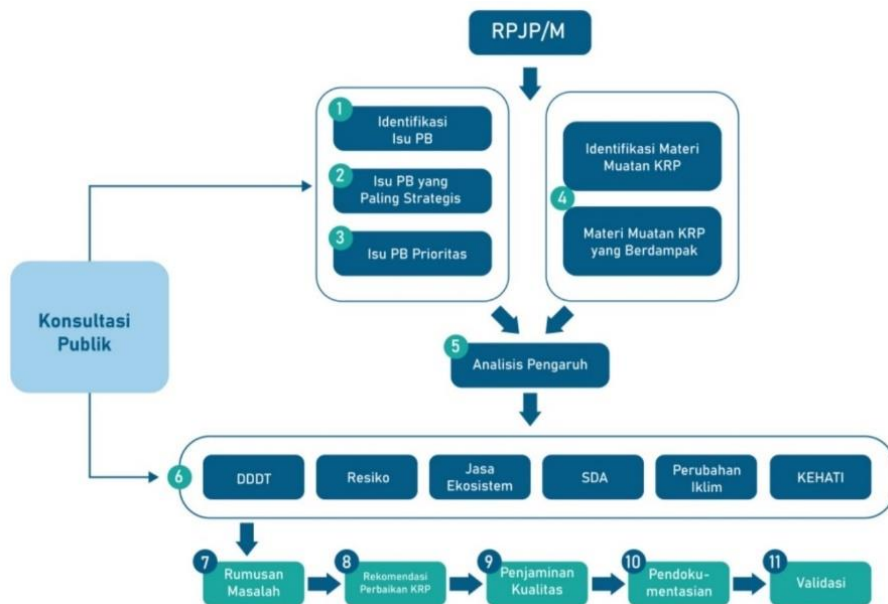 RPJP/M
1
Identifikasi
Isu PB
2
Isu PB yang
Paling Strategis
3
Isu PB Prioritas
Identifikasi Materi
Muatan KRP
4
Materi Muatan KRP
yang Berdampak
Konsultasi
Publik
5
Analisis Pengaruh
6
DDDT
Resiko
Jasa
Ekosistem
SDA
Perubahan
Iklim
KEHATI
7
Rumusan
Masalah
8
Rekomendasi
Perbaikan KRP
9
Penjaminan
Kualitas
10
Pendoku-
mentasian
11
Validasi